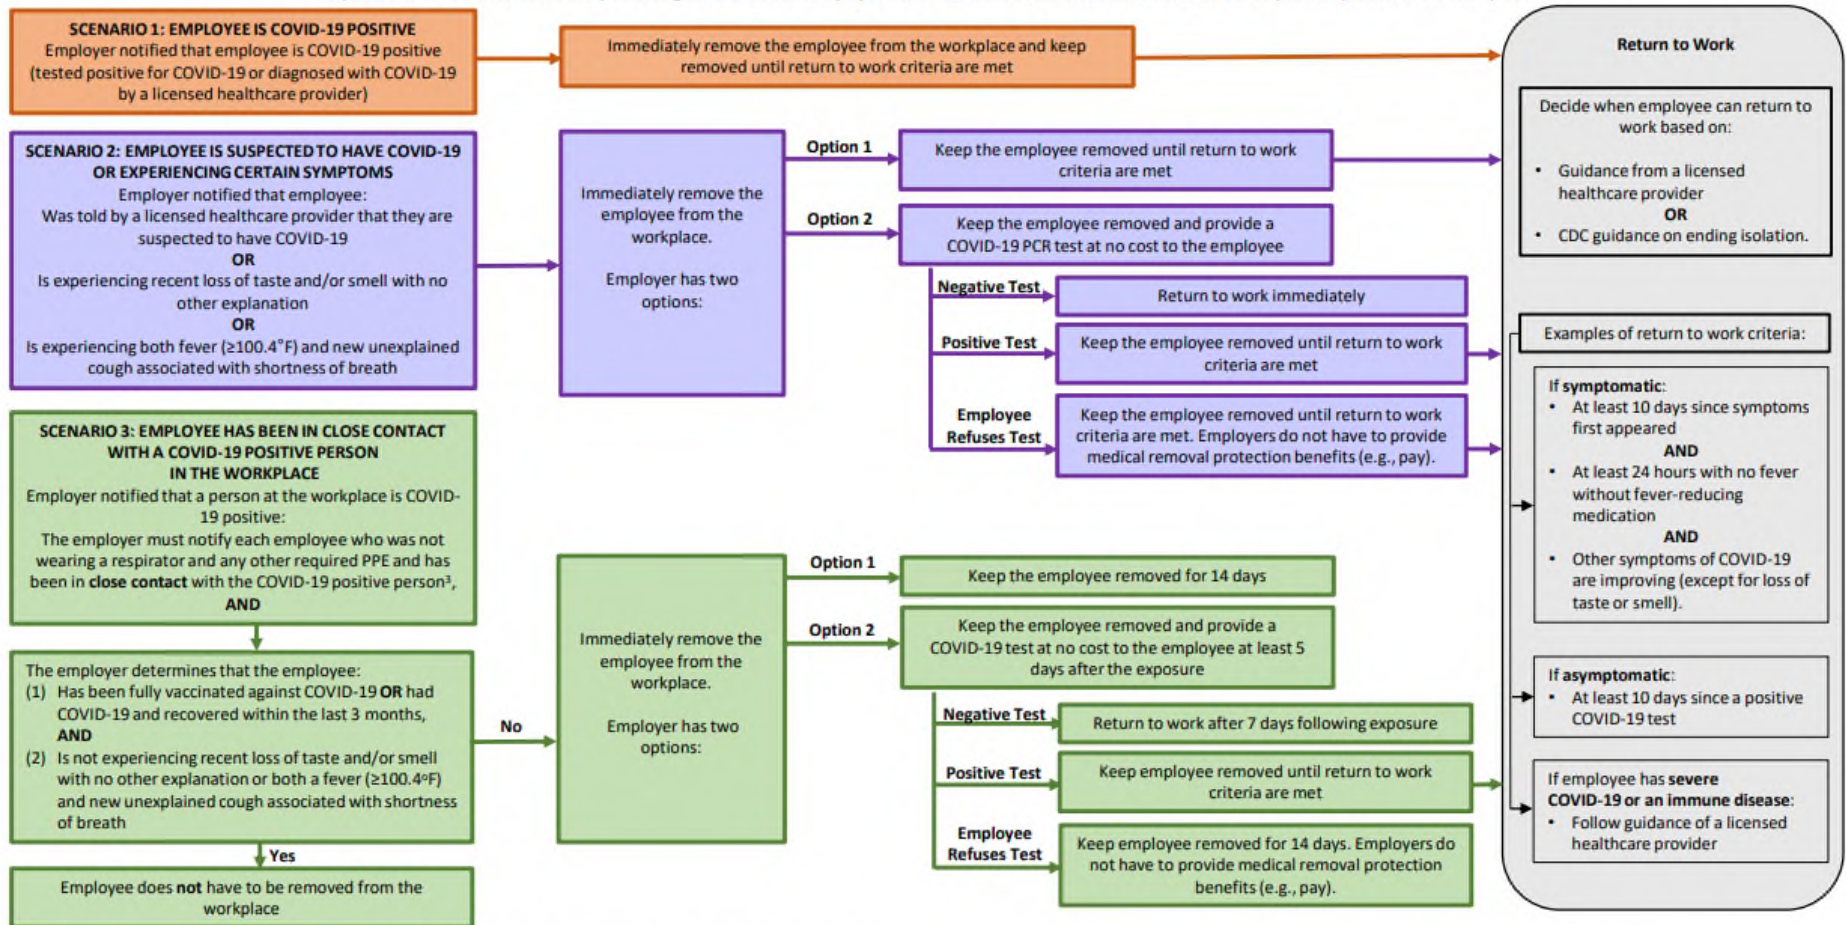 SCENARIO 1: EMPLOYEE IS COVID-19 POSITIVE
Employer notified that employee is COVID-19 positive
(tested positive for COVID-19 or diagnosed with COVID-19
by a licensed healthcare provider)
Immediately remove the employee from the workplace and keep
removed until return to work criteria are met
SCENARIO 2: EMPLOYEE IS SUSPECTED TO HAVE COVID-19
OR EXPERIENCING CERTAIN SYMPTOMS
Employer notified that employee:
Was told by a licensed healthcare provider that they are
suspected to have COVID-19
OR
Is experiencing recent loss of taste and/or smell with no
other explanation
OR
Is experiencing both fever (≥100.4°F) and new unexplained
cough associated with shortness of breath
Immediately remove the
employee from the
workplace.
Employer has two
options:
Option 1
Keep the employee removed until return to work
criteria are met
Option 2
Keep the employee removed and provide a
COVID-19 PCR test at no cost to the employee
Negative Test
Return to work immediately
Positive Test
Keep the employee removed until return to work
criteria are met
Employee
Refuses Test
Keep the employee removed until return to work
criteria are met. Employers do not have to provide
medical removal protection benefits (e.g., pay).
SCENARIO 3: EMPLOYEE HAS BEEN IN CLOSE CONTACT
WITH A COVID-19 POSITIVE PERSON
IN THE WORKPLACE
Employer notified that a person at the workplace is COVID-
19 positive:
The employer must notify each employee who was not
wearing a respirator and any other required PPE and has
been in close contact with the COVID-19 positive person³,
AND
The employer determines that the employee:
(1) Has been fully vaccinated against COVID-19 OR had
COVID-19 and recovered within the last 3 months,
AND
(2) Is not experiencing recent loss of taste and/or smell
with no other explanation or both a fever (≥100.4ºF)
and new unexplained cough associated with shortness
of breath
Yes
Employee does not have to be removed from the
workplace
No
Immediately remove the
employee from the
workplace.
Employer has two
options:
Option 1
Keep the employee removed for 14 days
Option 2
Keep the employee removed and provide a
COVID-19 test at no cost to the employee at least 5
days after the exposure
Negative Test
Return to work after 7 days following exposure
Positive Test
Keep employee removed until return to work
criteria are met
Employee
Refuses Test
Keep employee removed for 14 days. Employers do
not have to provide medical removal protection
benefits (e.g., pay).
Return to Work
Decide when employee can return to
work based on:
• Guidance from a licensed
healthcare provider
OR
• CDC guidance on ending isolation.
Examples of return to work criteria:
If symptomatic:
• At least 10 days since symptoms
first appeared
AND
• At least 24 hours with no fever
without fever-reducing
medication
AND
• Other symptoms of COVID-19
are improving (except for loss of
taste or smell).
If asymptomatic:
• At least 10 days since a positive
COVID-19 test
If employee has severe
COVID-19 or an immune disease:
• Follow guidance of a licensed
healthcare provider